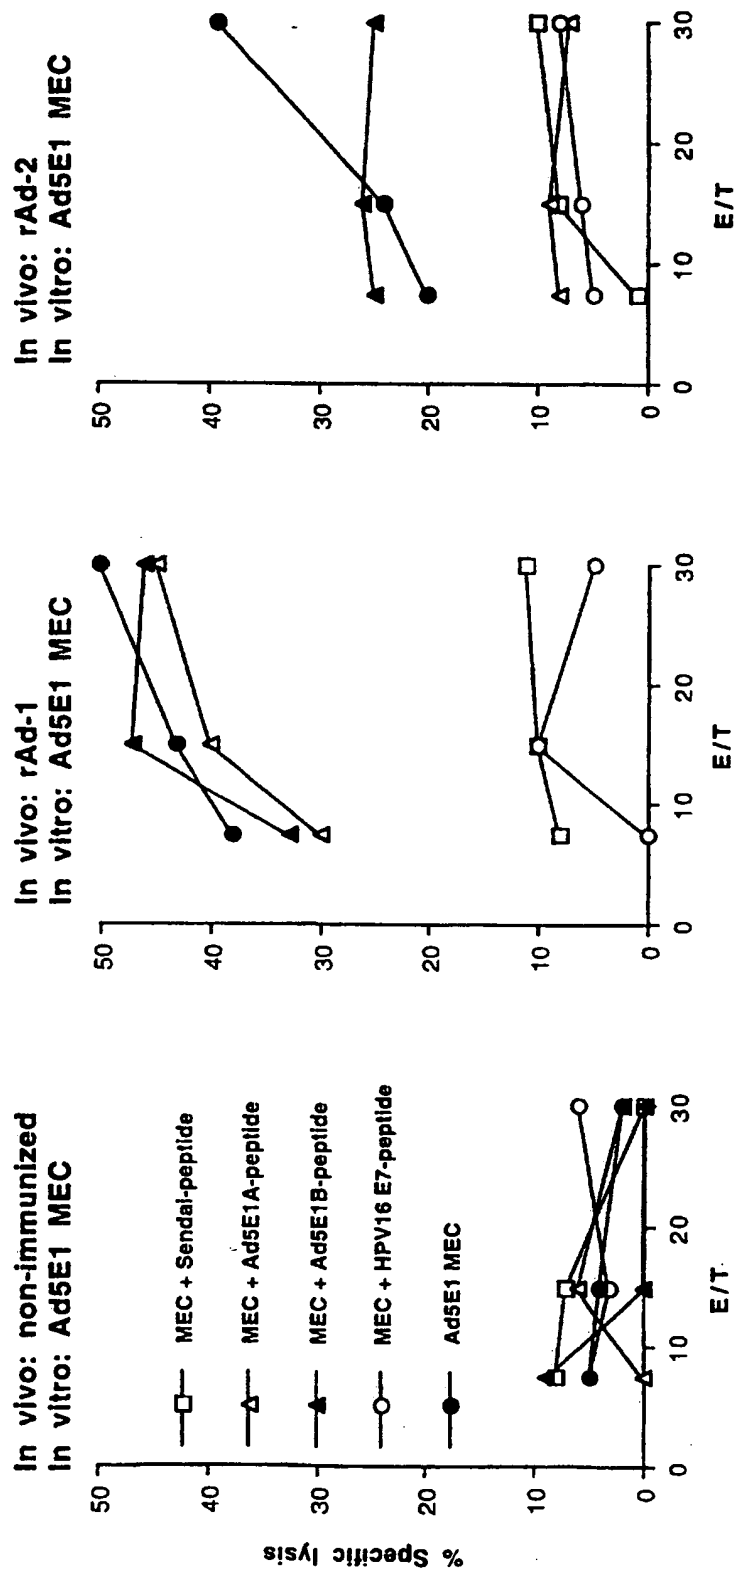 In vivo: non-immunized
In vitro: Ad5E1 MEC
% Specific lysis
50
40
30
20
10
0
MEC + Sendai-peptide
MEC + Ad5E1A-peptide
MEC + Ad5E1B-peptide
MEC + HPV16 E7-peptide
Ad5E1 MEC
0
10
20
30
E/T
In vivo: rAd-1
In vitro: Ad5E1 MEC
50
40
30
20
10
0
0
10
20
30
E/T
In vivo: rAd-2
In vitro: Ad5E1 MEC
50
40
30
20
10
0
0
10
20
30
E/T